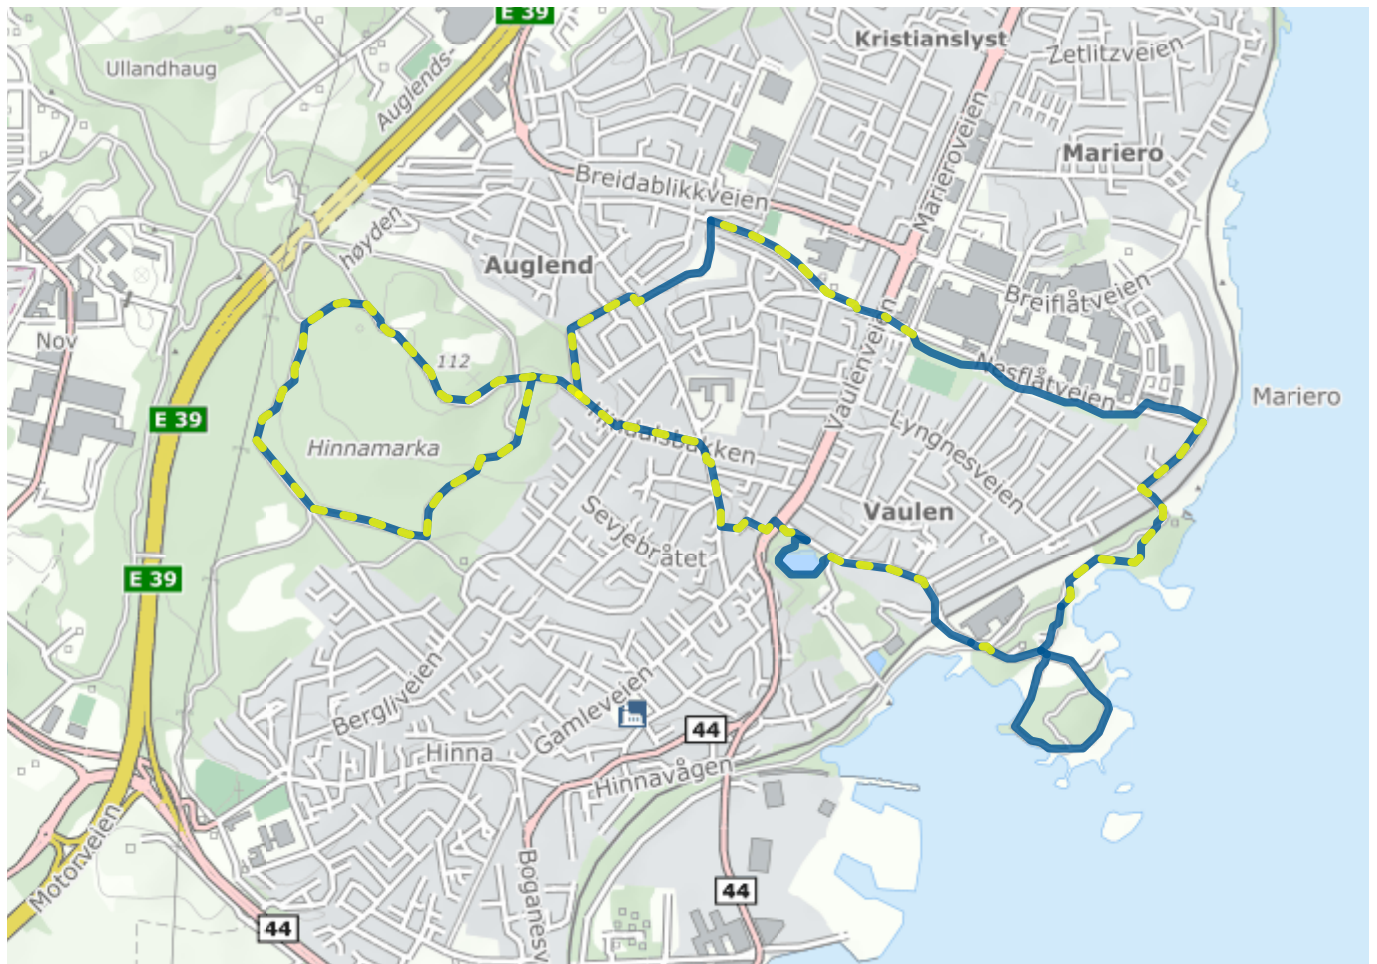 E 39
Kristianslyst
Zetlitzveien
Ullandhaug
Auglends-
høyden
Marieroveien
Mariero
Breidablikkveien
Auglend
Breiflåtveien
Nov
112
Vaulenveien
Nesflåtveien
Mariero
E 39
Hinnamarka
Lyngnesveien
Vaulen
Sevjebråtet
E 39
Bergliveien
Gamleveien
44
Hinna
Hinnavågen
Motorveien
Boganesv
44
44